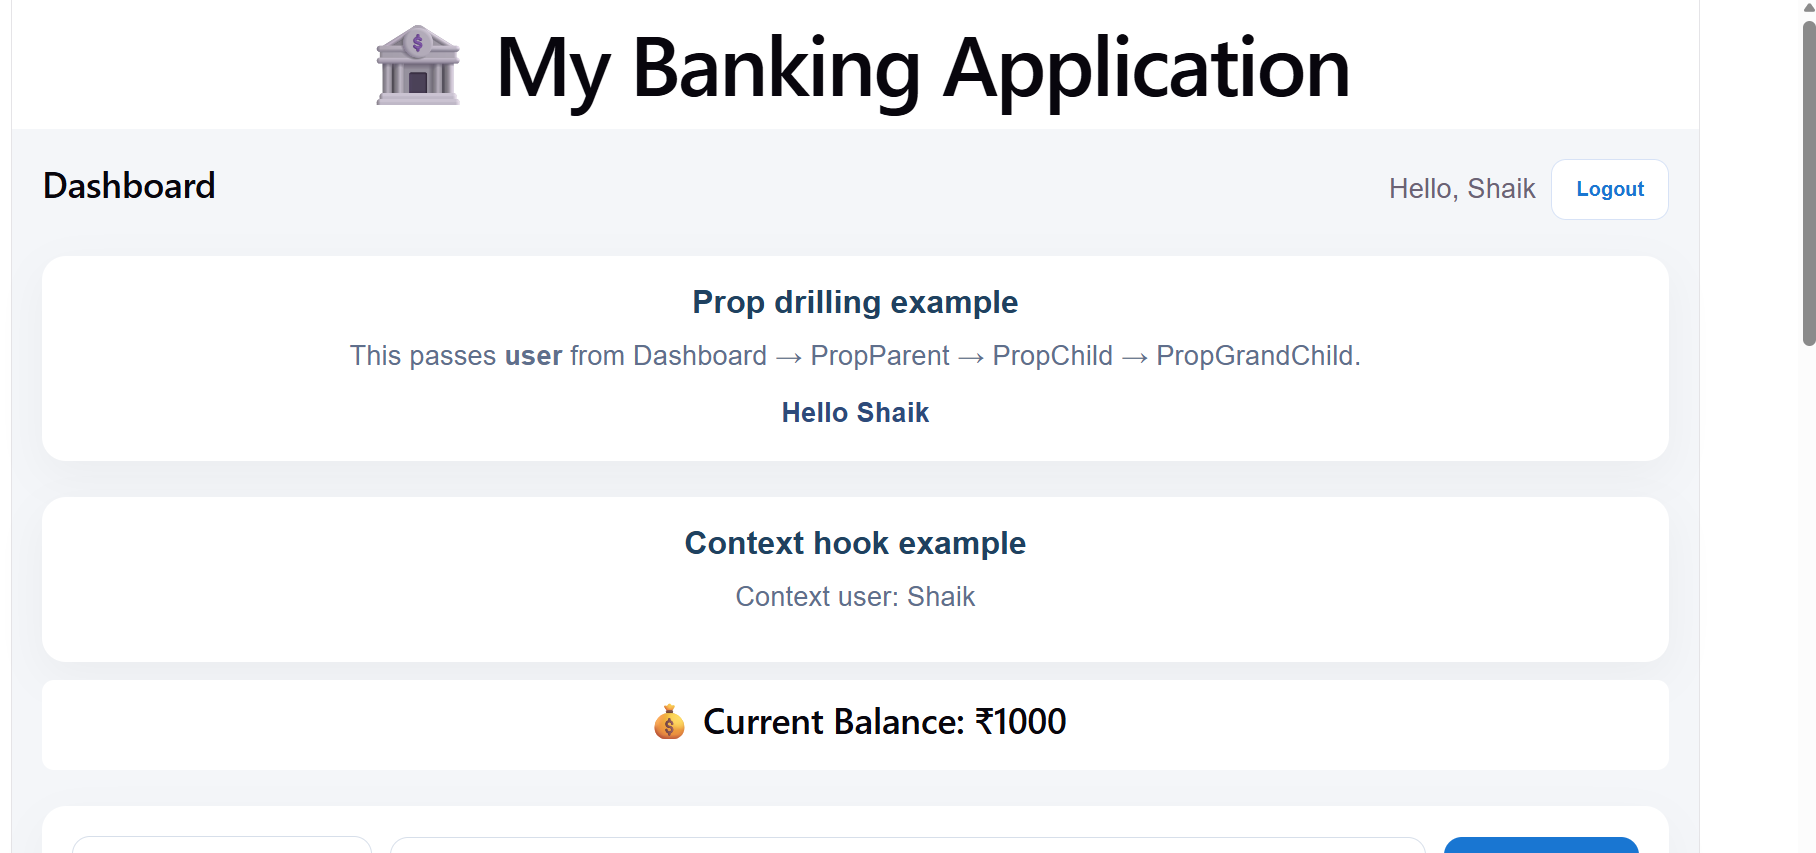 My Banking Application
Dashboard
Hello, Shaik
Logout
Prop drilling example
This passes user from Dashboard → PropParent → PropChild → PropGrandChild.
Hello Shaik
Context hook example
Context user: Shaik
Current Balance: ₹1000